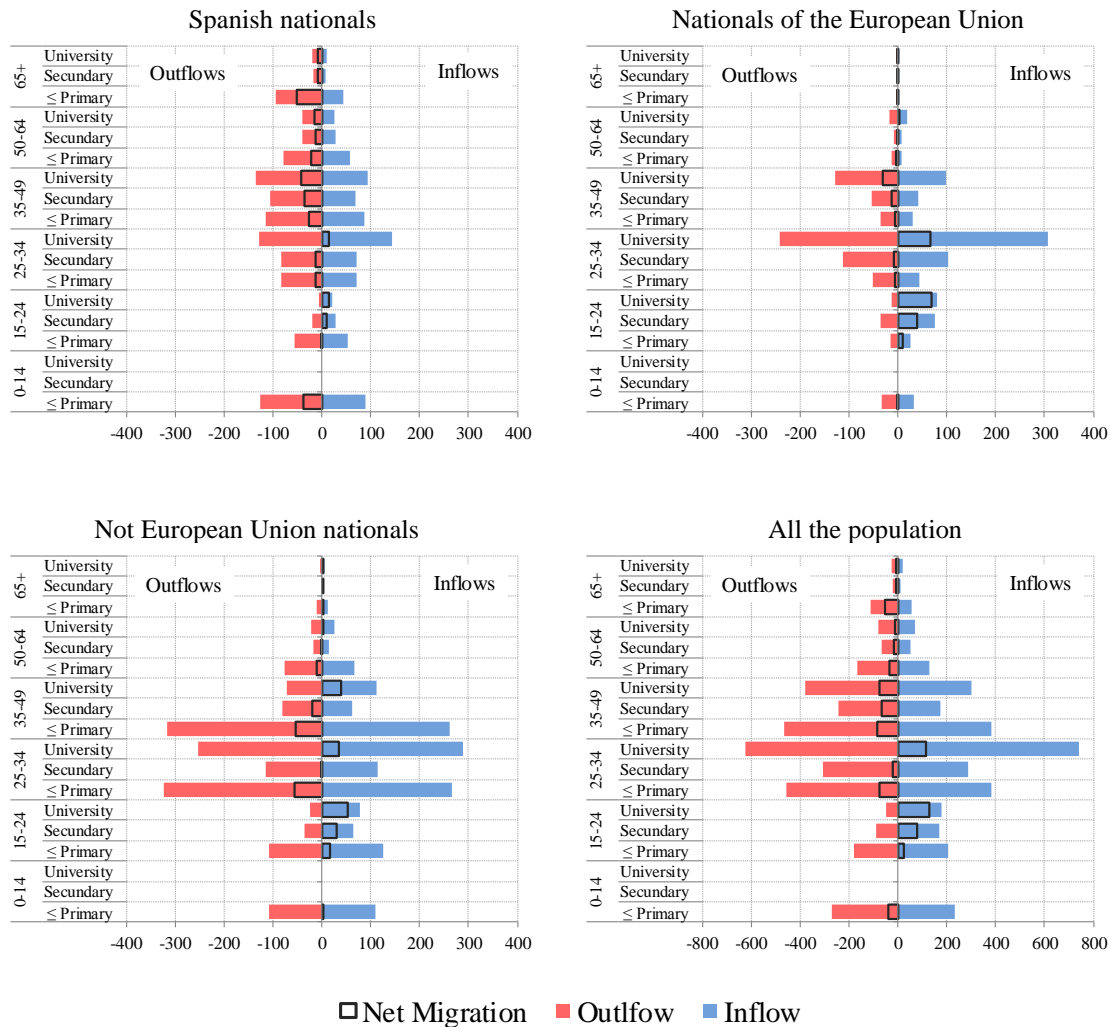 Spanish nationals
Outflows Inflows
65+
University
Secundary
≤ Primary
50-64
University
Secundary
≤ Primary
35-49
University
Secundary
≤ Primary
25-34
University
Secundary
≤ Primary
15-24
University
Secundary
≤ Primary
0-14
University
Secundary
≤ Primary
-400 -300 -200 -100 0 100 200 300 400
Nationals of the European Union
Outflows Inflows
65+
University
Secundary
≤ Primary
50-64
University
Secundary
≤ Primary
35-49
University
Secundary
≤ Primary
25-34
University
Secundary
≤ Primary
15-24
University
Secundary
≤ Primary
0-14
University
Secundary
≤ Primary
-400 -300 -200 -100 0 100 200 300 400
Not European Union nationals
Outflows Inflows
65+
University
Secundary
≤ Primary
50-64
University
Secundary
≤ Primary
35-49
University
Secundary
≤ Primary
25-34
University
Secundary
≤ Primary
15-24
University
Secundary
≤ Primary
0-14
University
Secundary
≤ Primary
-400 -300 -200 -100 0 100 200 300 400
All the population
Outflows Inflows
65+
University
Secundary
≤ Primary
50-64
University
Secundary
≤ Primary
35-49
University
Secundary
≤ Primary
25-34
University
Secundary
≤ Primary
15-24
University
Secundary
≤ Primary
0-14
University
Secundary
≤ Primary
-800 -600 -400 -200 0 200 400 600 800
Net Migration Outlfow Inflow